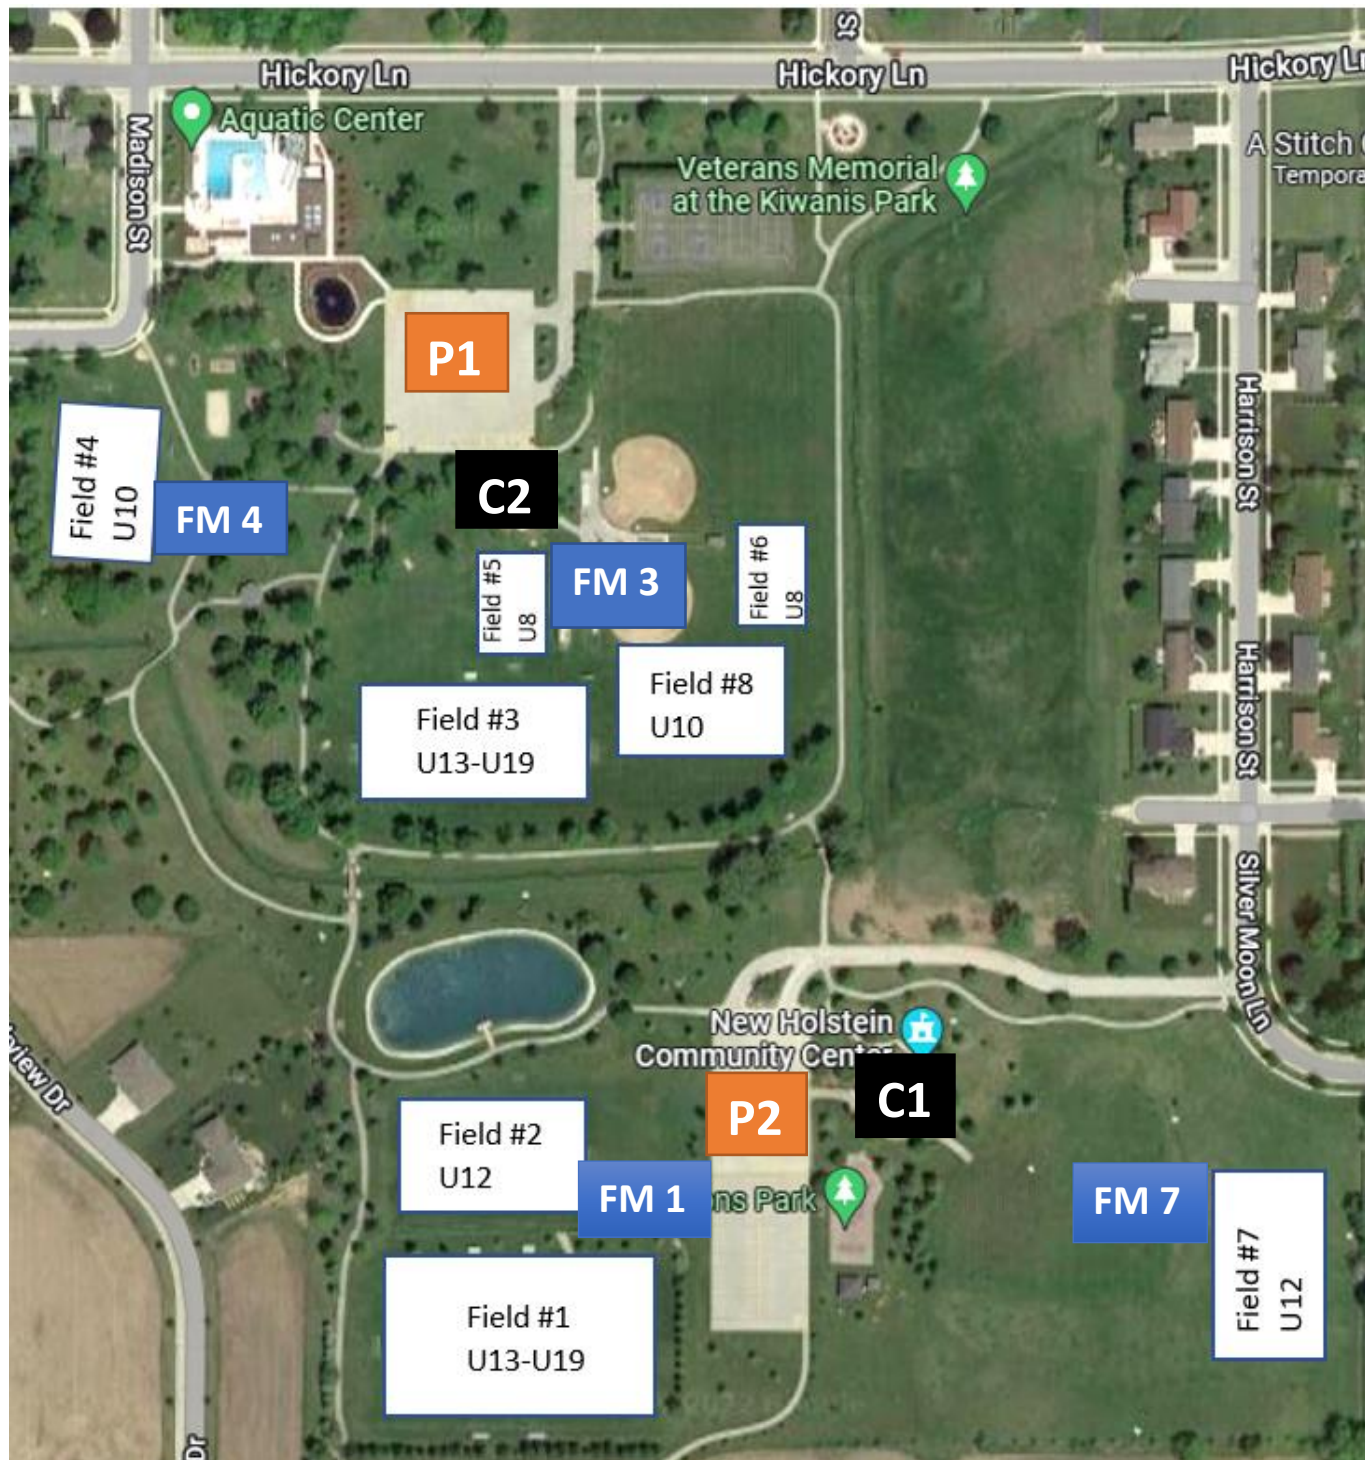 St
Hickory Ln
Hickory Ln
Hickory Ln
Aquatic Center
Madison St
A Stitch
Veterans Memorial
at the Kiwanis Park
P1
Harrison St
Field #4
U10
C2
FM 4
Field #5
U8
FM 3
Field #6
U8
Field #8
U10
Harrison St
Field #3
U13-U19
Silver Moon Ln
New Holstein
Community Center
view Dr
P2
C1
Field #2
U12
FM 1
ns Park
FM 7
Field #7
U12
Field #1
U13-U19
Dr